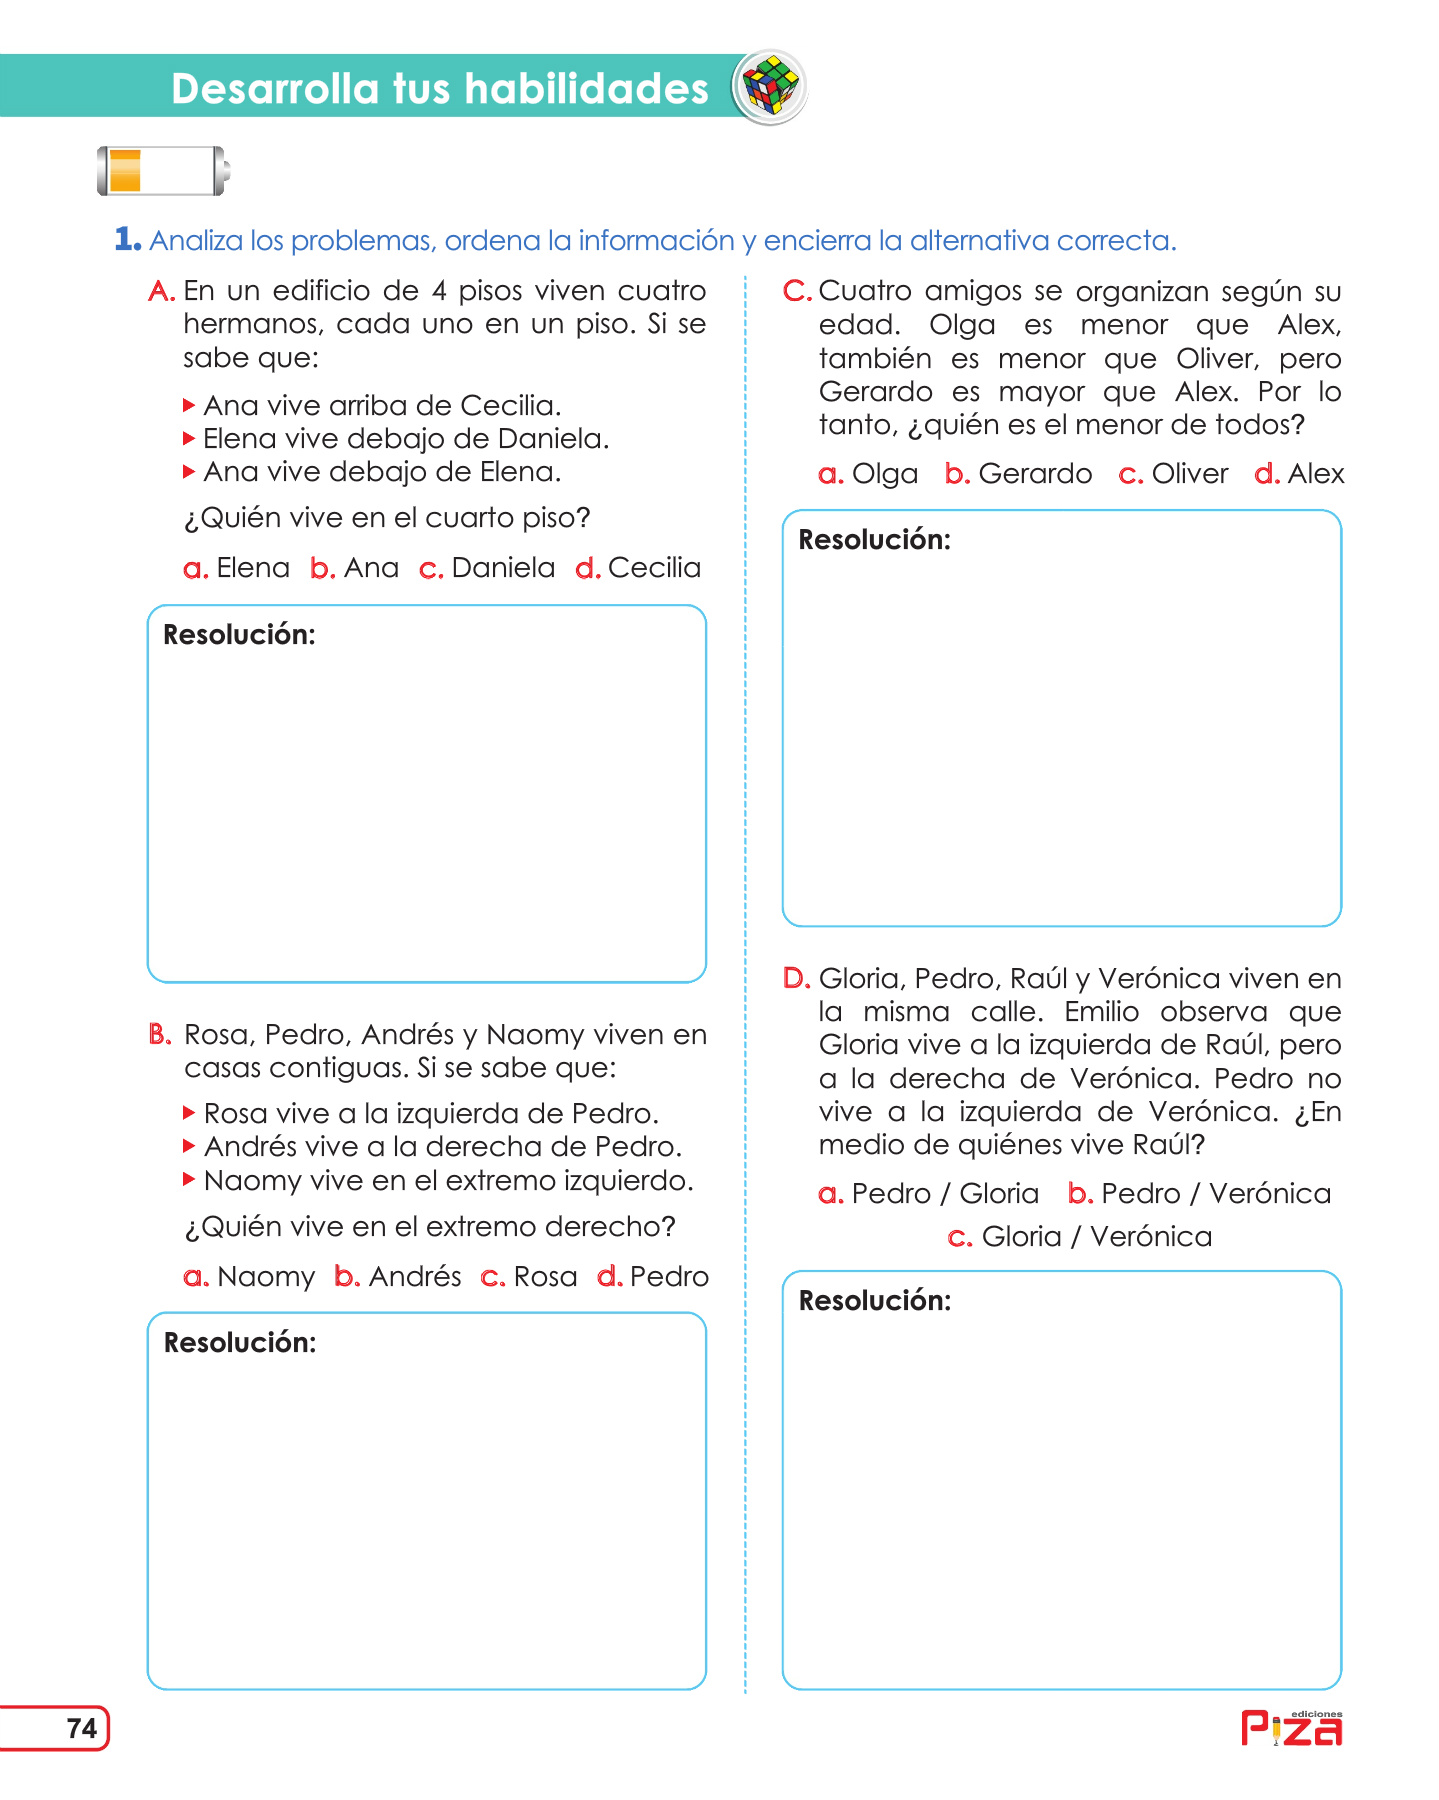 Desarrolla tus habilidades
1. Analiza los problemas, ordena la información y encierra la alternativa correcta.
A. En un edificio de 4 pisos viven cuatro
hermanos, cada uno en un piso. Si se
sabe que:
Ana vive arriba de Cecilia.
Elena vive debajo de Daniela.
Ana vive debajo de Elena.
¿Quién vive en el cuarto piso?
a. Elena b. Ana c. Daniela d. Cecilia
Resolución:
B. Rosa, Pedro, Andrés y Naomy viven en
casas contiguas. Si se sabe que:
Rosa vive a la izquierda de Pedro.
Andrés vive a la derecha de Pedro.
Naomy vive en el extremo izquierdo.
¿Quién vive en el extremo derecho?
a. Naomy b. Andrés c. Rosa d. Pedro
Resolución:
C. Cuatro amigos se organizan según su
edad. Olga es menor que Alex,
también es menor que Oliver, pero
Gerardo es mayor que Alex. Por lo
tanto, ¿quién es el menor de todos?
a. Olga b. Gerardo c. Oliver d. Alex
Resolución:
D. Gloria, Pedro, Raúl y Verónica viven en
la misma calle. Emilio observa que
Gloria vive a la izquierda de Raúl, pero
a la derecha de Verónica. Pedro no
vive a la izquierda de Verónica. ¿En
medio de quiénes vive Raúl?
a. Pedro / Gloria b. Pedro / Verónica
c. Gloria / Verónica
Resolución:
74
ediciones
Piza